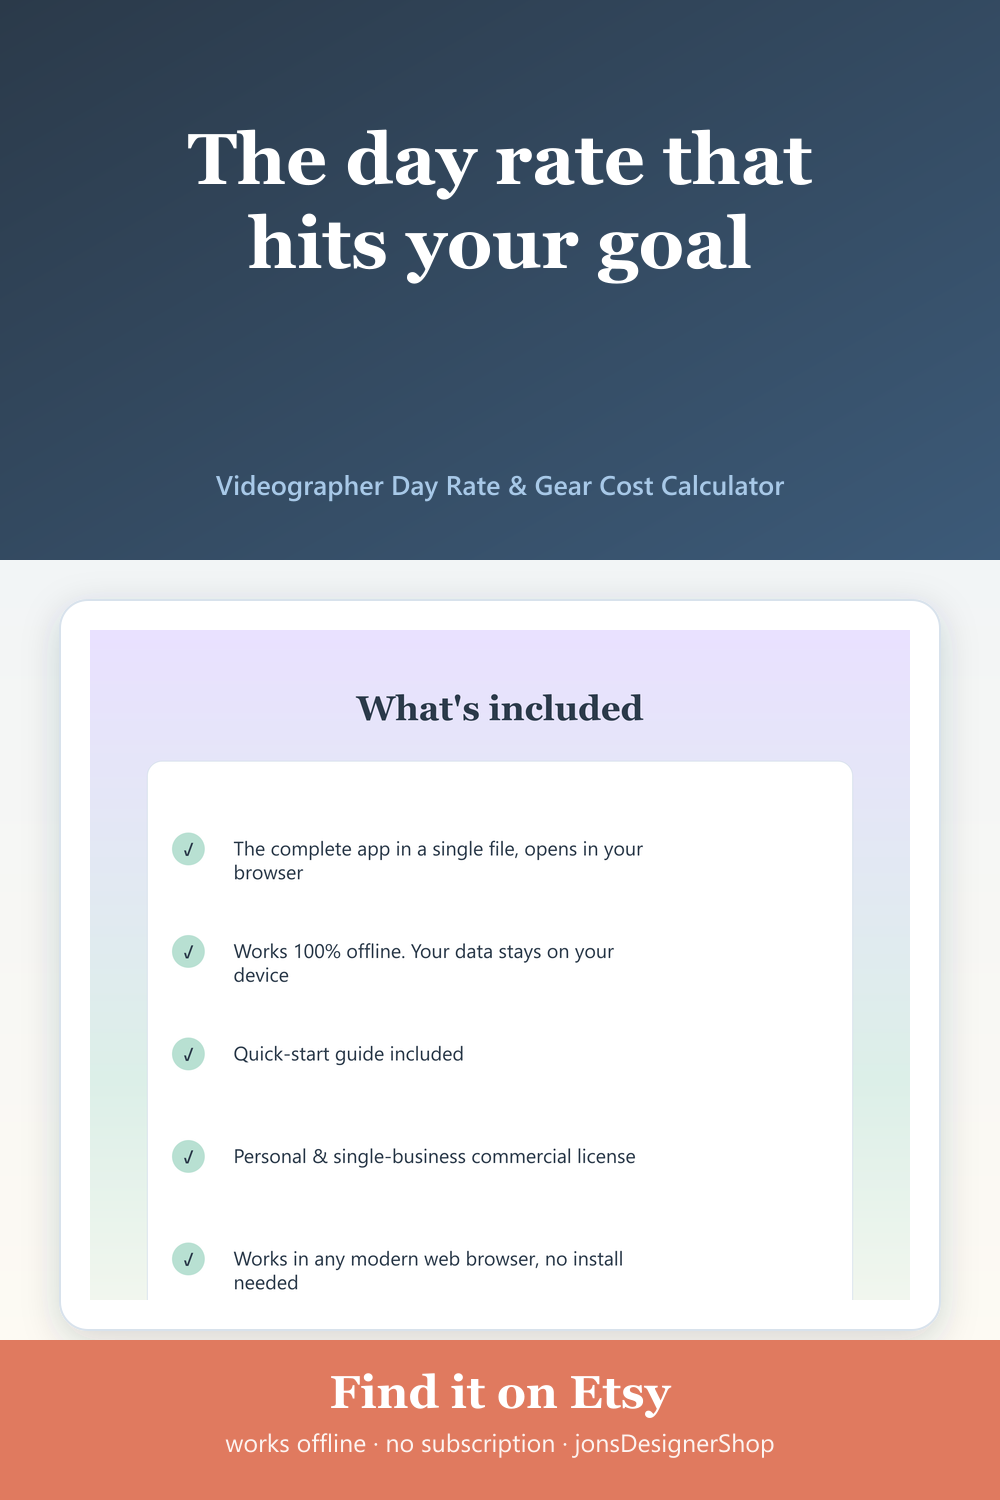 The day rate that
hits your goal
Videographer Day Rate & Gear Cost Calculator
What's included
✓ The complete app in a single file, opens in your
browser
✓ Works 100% offline. Your data stays on your
device
✓ Quick-start guide included
✓ Personal & single-business commercial license
✓ Works in any modern web browser, no install
needed
Find it on Etsy
works offline · no subscription · jonsDesignerShop